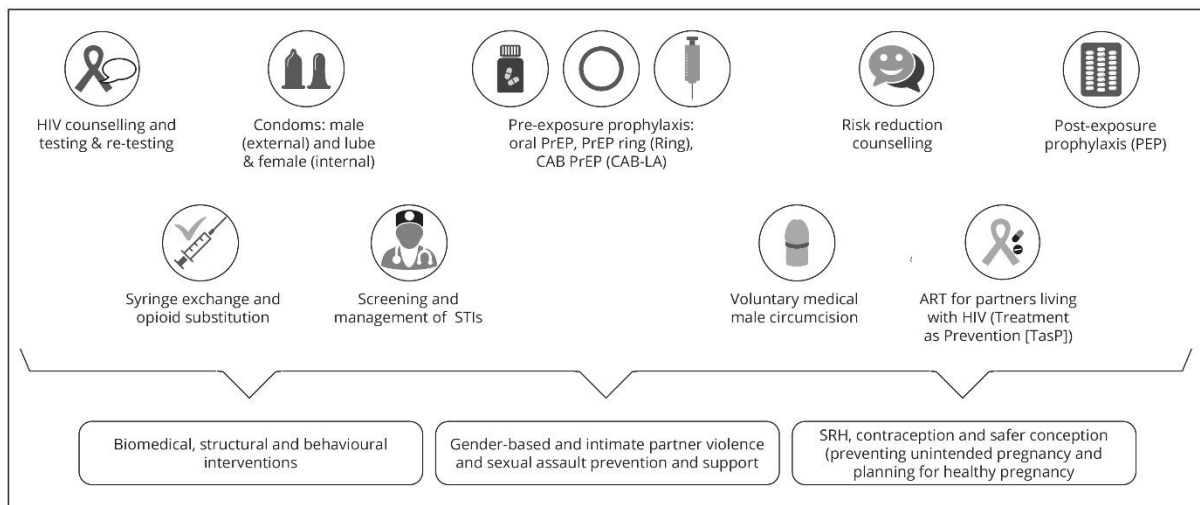 HIV counselling and
testing & re-testing
Condoms: male
(external) and lube
& female (internal)
Pre-exposure prophylaxis:
oral PrEP, PrEP ring (Ring),
CAB PrEP (CAB-LA)
Risk reduction
counselling
Post-exposure
prophylaxis (PEP)
Syringe exchange and
opioid substitution
Screening and
management of STIs
Voluntary medical
male circumcision
ART for partners living
with HIV (Treatment
as Prevention [TasP])
Biomedical, structural and behavioural
interventions
Gender-based and intimate partner violence
and sexual assault prevention and support
SRH, contraception and safer conception
(preventing unintended pregnancy and
planning for healthy pregnancy